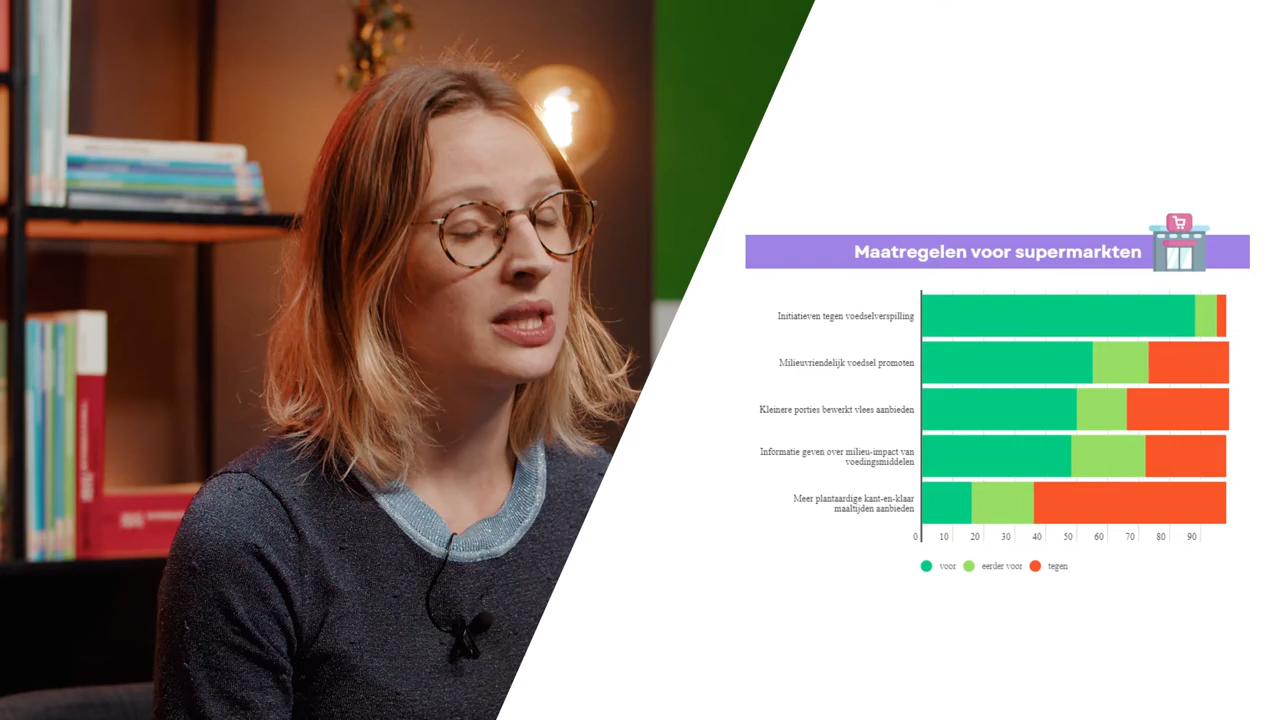 Maatregelen voor supermarkten
Initiatieven tegen voedselverspilling
Milieuvriendelijk voedsel promoten
Kleinere porties bewerkt vlees aanbieden
Informatie geven over milieu-impact van
voedingsmiddelen
Meer plantaardige kant-en-klaar
maaltijden aanbieden
0 10 20 30 40 50 60 70 80 90
voor eerder voor tegen